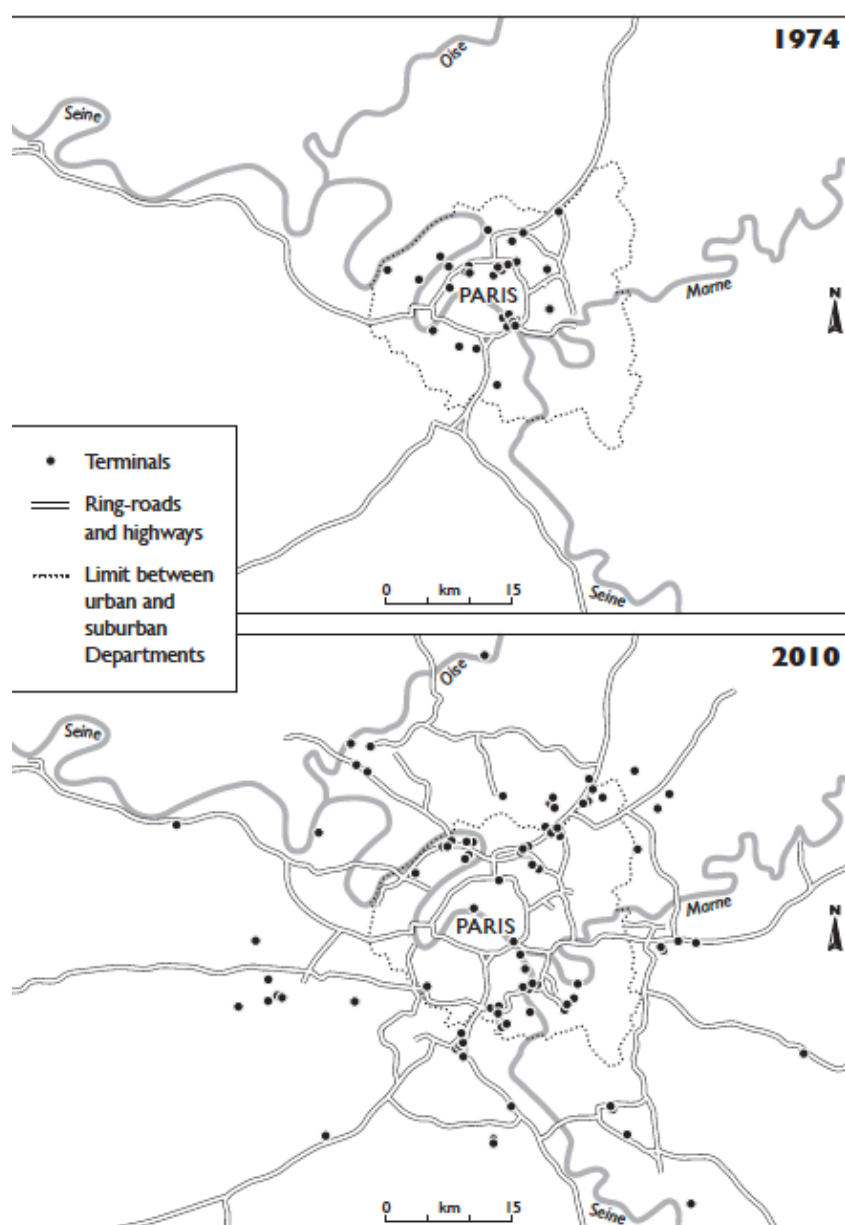 1974
Oise
Seine
PARIS
Marne
N
Terminals
Ring-roads
and highways
Limit between
urban and
suburban
Departments
0 km 15
Seine
2010
Oise
Seine
PARIS
Marne
N
0 km 15
Seine